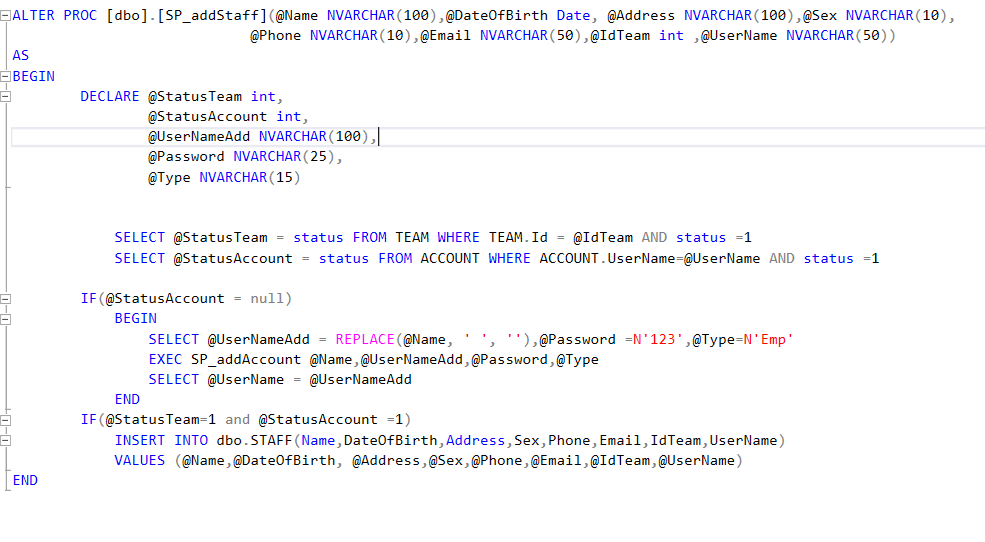 ALTER PROC [dbo].[SP_addStaff](@Name NVARCHAR(100),@DateOfBirth Date, @Address NVARCHAR(100),@Sex NVARCHAR(10),
@Phone NVARCHAR(10),@Email NVARCHAR(50),@IdTeam int ,@UserName NVARCHAR(50))
AS
BEGIN
DECLARE @StatusTeam int,
@StatusAccount int,
@UserNameAdd NVARCHAR(100),
@Password NVARCHAR(25),
@Type NVARCHAR(15)
SELECT @StatusTeam = status FROM TEAM WHERE TEAM.Id = @IdTeam AND status =1
SELECT @StatusAccount = status FROM ACCOUNT WHERE ACCOUNT.UserName=@UserName AND status =1
IF(@StatusAccount = null)
BEGIN
SELECT @UserNameAdd = REPLACE(@Name, ' ', ''),@Password =N'123',@Type=N'Emp'
EXEC SP_addAccount @Name,@UserNameAdd,@Password,@Type
SELECT @UserName = @UserNameAdd
END
IF(@StatusTeam=1 and @StatusAccount =1)
INSERT INTO dbo.STAFF(Name,DateOfBirth,Address,Sex,Phone,Email,IdTeam,UserName)
VALUES (@Name,@DateOfBirth, @Address,@Sex,@Phone,@Email,@IdTeam,@UserName)
END